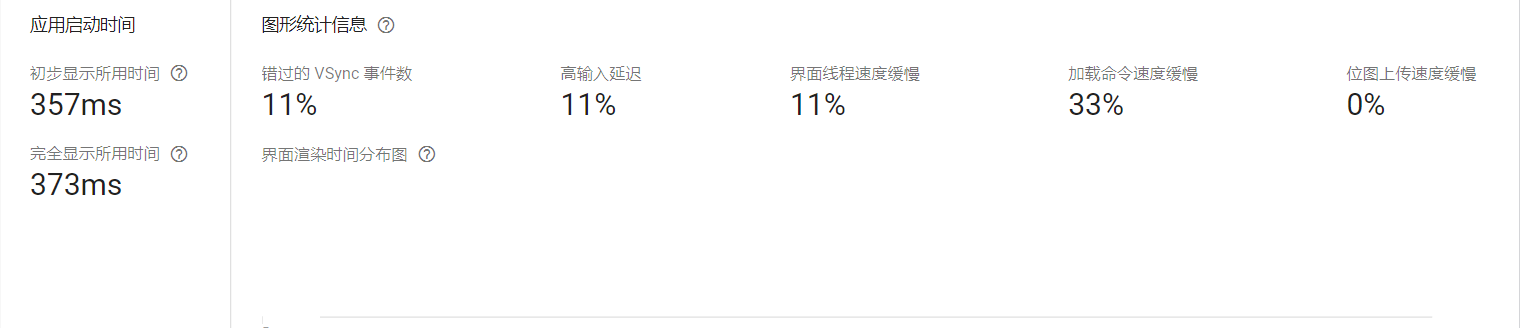 应用启动时间
初步显示所用时间
357ms
完全显示所用时间
373ms
图形统计信息
错过的 VSync 事件数
11%
高输入延迟
11%
界面线程速度缓慢
11%
加载命令速度缓慢
33%
位图上传速度缓慢
0%
界面渲染时间分布图